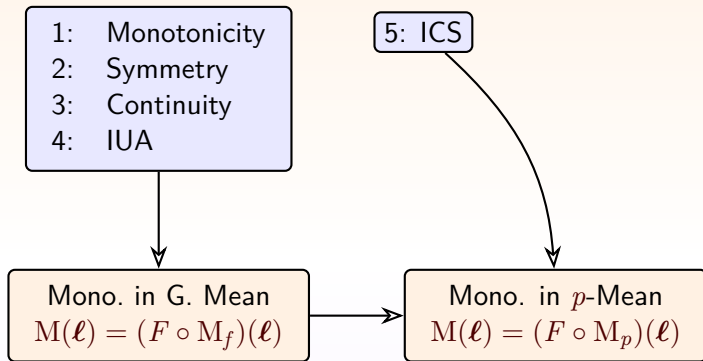 1: Monotonicity
2: Symmetry
3: Continuity
4: IUA
5: ICS
Mono. in G. Mean
M(ℓ) = (F ∘ M_f)(ℓ)
Mono. in p-Mean
M(ℓ) = (F ∘ M_p)(ℓ)